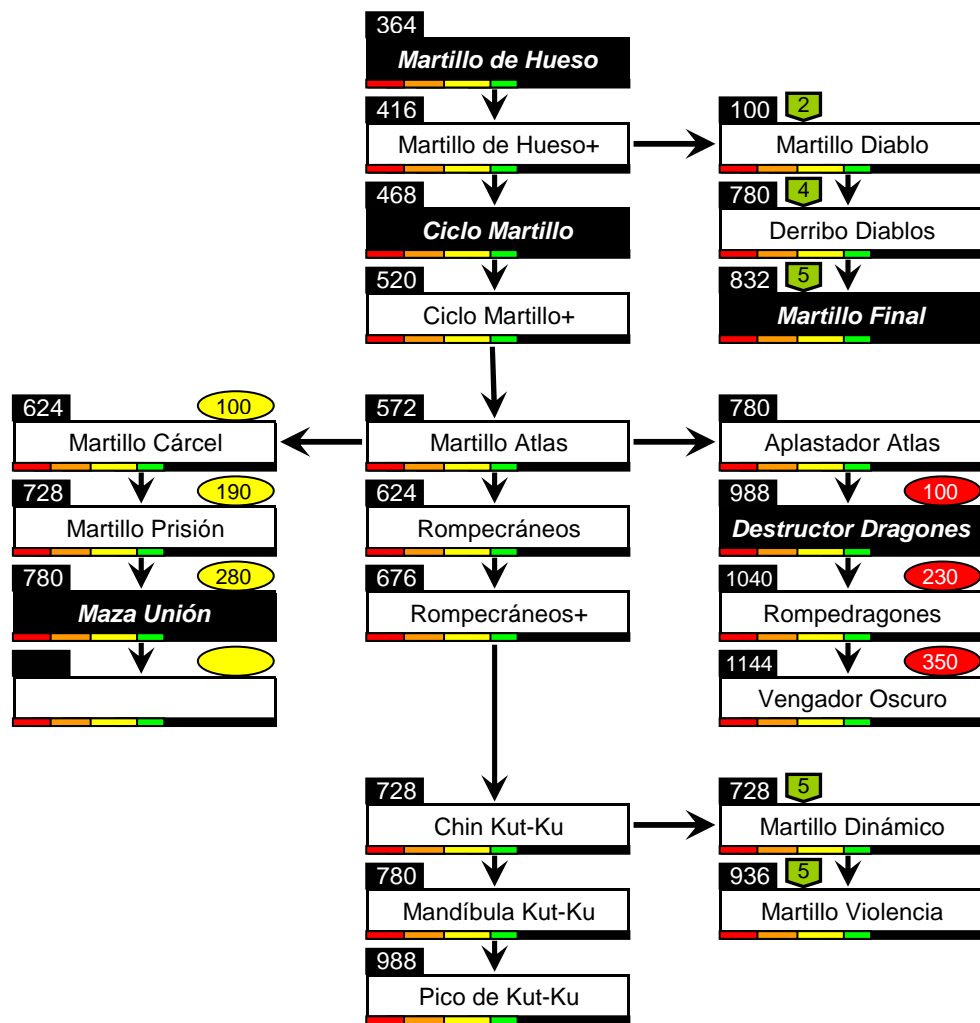 364
Martillo de Hueso
416
Martillo de Hueso+
100 2
Martillo Diablo
468
Ciclo Martillo
780 4
Derribo Diablos
520
Ciclo Martillo+
832 5
Martillo Final
624 100
Martillo Cárcel
572
Martillo Atlas
780
Aplastador Atlas
728 190
Martillo Prisión
624
Rompecráneos
988 100
Destructor Dragones
780 280
Maza Unión
676
Rompecráneos+
1040 230
Rompedragones
1144 350
Vengador Oscuro
728
Chin Kut-Ku
728 5
Martillo Dinámico
780
Mandíbula Kut-Ku
936 5
Martillo Violencia
988
Pico de Kut-Ku